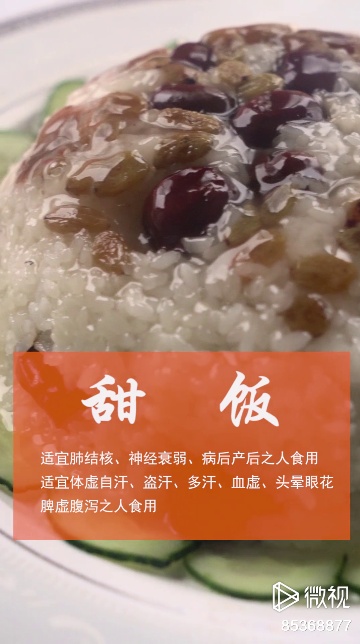 甜 饭
适宜肺结核、神经衰弱、病后产后之人食用
适宜体虚自汗、盗汗、多汗、血虚、头晕眼花
脾虚腹泻之人食用
微视
85368877